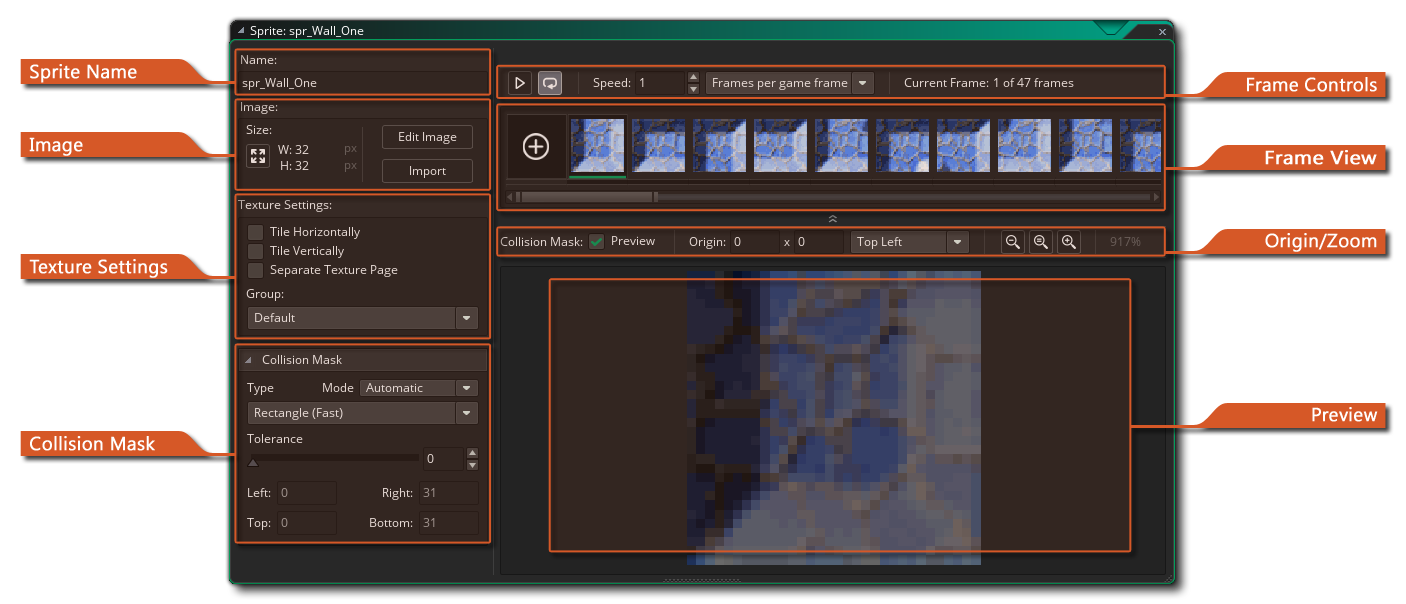 Sprite: spr_Wall_One
Sprite Name
Name:
spr_Wall_One
Image
Image:
Size:
W: 32 px
H: 32 px
Edit Image
Import
Texture Settings
Texture Settings:
Tile Horizontally
Tile Vertically
Separate Texture Page
Group:
Default
Collision Mask
Collision Mask
Type Mode Automatic
Rectangle (Fast)
Tolerance
0
Left: 0 Right: 31
Top: 0 Bottom: 31
Speed: 1 Frames per game frame Current Frame: 1 of 47 frames
Frame Controls
Frame View
Collision Mask: Preview Origin: 0 x 0 Top Left 917%
Origin/Zoom
Preview